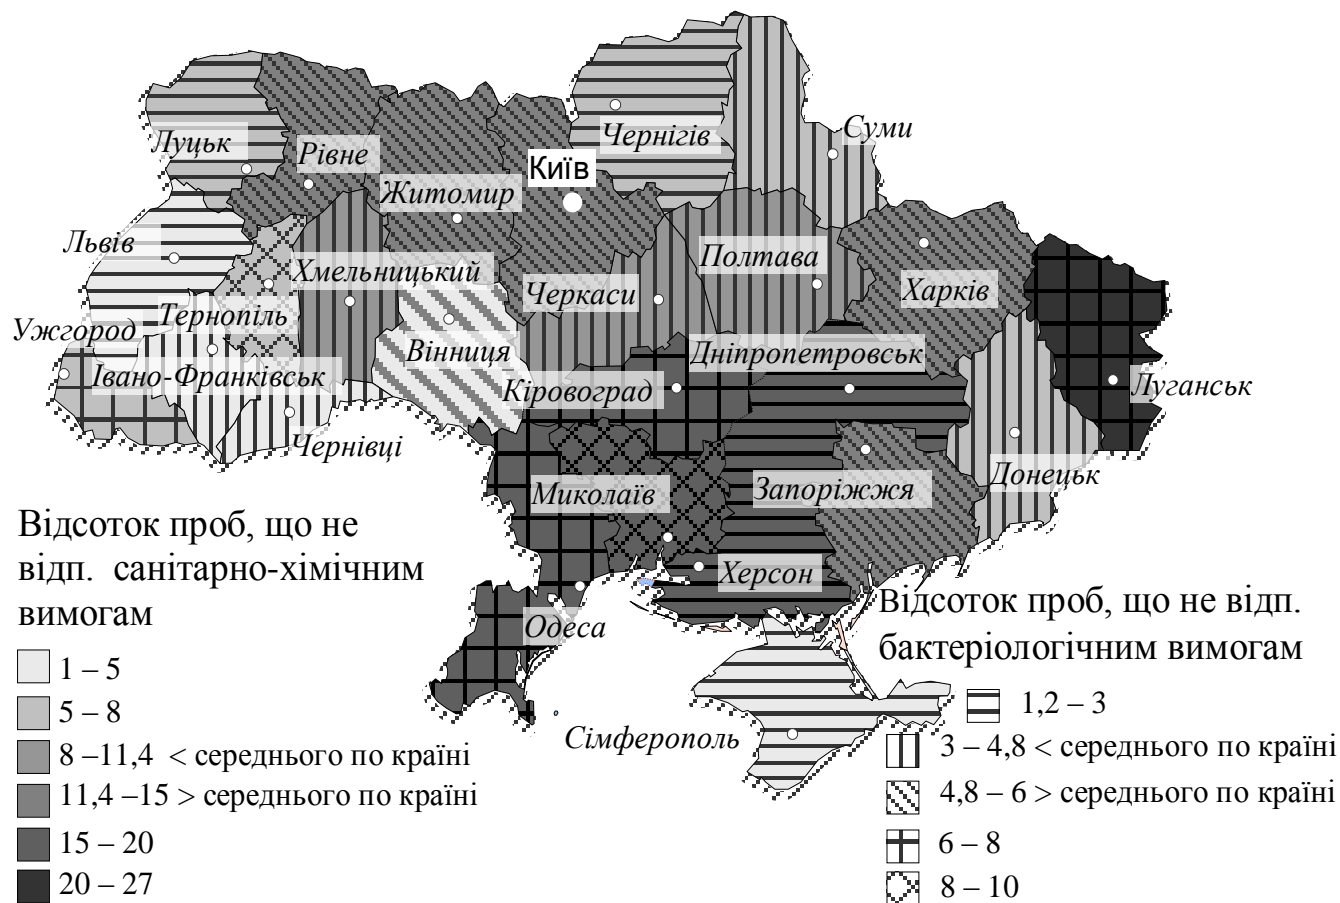 Чернігів
Суми
Луцьк
Рівне
Київ
Житомир
Львів
Полтава
Хмельницький
Черкаси
Харків
Ужгород
Тернопіль
Вінниця
Дніпропетровськ
Івано-Франківськ
Кіровоград
Луганськ
Чернівці
Донецьк
Миколаїв
Запоріжжя
Херсон
Одеса
Сімферополь
Відсоток проб, що не
відп. санітарно-хімічним
вимогам
1 – 5
5 – 8
8 –11,4 < середнього по країні
11,4 –15 > середнього по країні
15 – 20
20 – 27
Відсоток проб, що не відп.
бактеріологічним вимогам
1,2 – 3
3 – 4,8 < середнього по країні
4,8 – 6 > середнього по країні
6 – 8
8 – 10